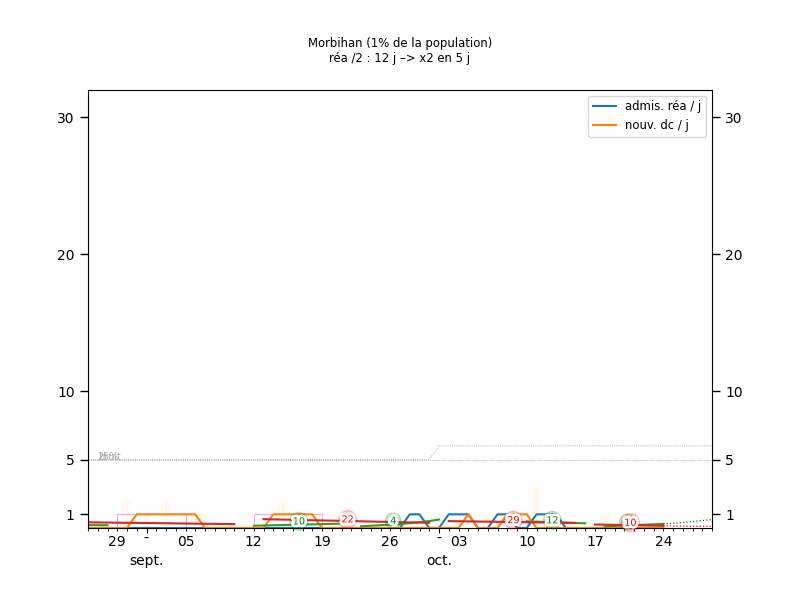 Morbihan (1% de la population)
réa /2 : 12 j –> x2 en 5 j
admis. réa / j
nouv. dc / j
30 30
20 20
10 10
5 5
1 1
10 22 4 29 12 10
29 - 05 12 19 26 - 03 10 17 24
sept. oct.